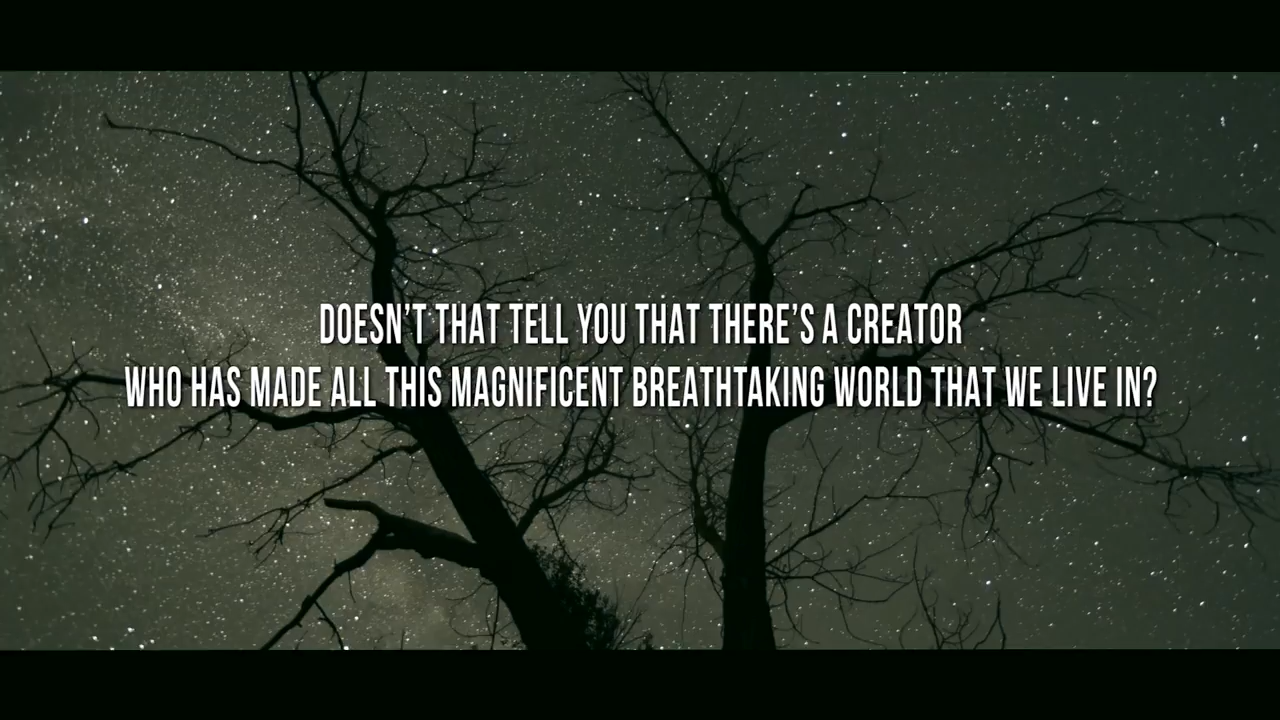 DOESN'T THAT TELL YOU THAT THERE'S A CREATOR
WHO HAS MADE ALL THIS MAGNIFICENT BREATHTAKING WORLD THAT WE LIVE IN?